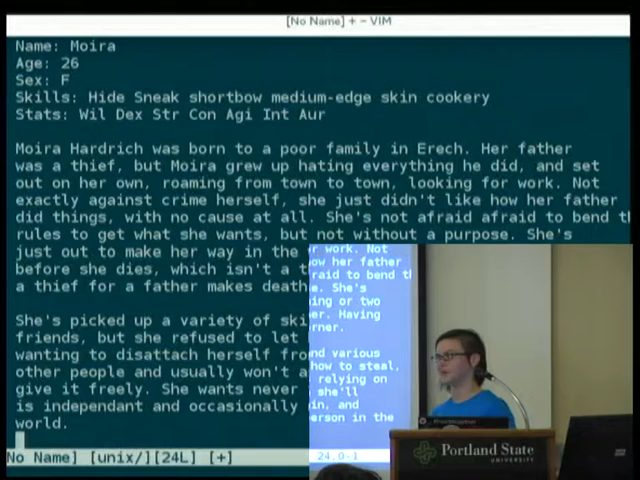 [No Name] + - VIM
Name: Moira
Age: 26
Sex: F
Skills: Hide Sneak shortbow medium-edge skin cookery
Stats: Wil Dex Str Con Agi Int Aur
Moira Hardrich was born to a poor family in Erech. Her father
was a thief, but Moira grew up hating everything he did, and set
out on her own, roaming from town to town, looking for work. Not
exactly against crime herself, she just didn't like how her father
did things, with no cause at all. She's not afraid afraid to bend th
rules to get what she wants, but not without a purpose. She's
just out to make her way in the
before she dies, which isn't a t
a thief for a father makes death
She's picked up a variety of ski
friends, but she refused to let
wanting to disattach herself fro
other people and usually won't a
give it freely. She wants never
is independant and occasionally
world.
No Name] [unix/][24L] [+]
r work. Not
ow her father
raid to bend th
e. She's
ing or two
er. Having
rner.
nd various
how to steal,
relying on
she'll
in, and
erson in the
24,0-1
Portland State
UNIVERSITY